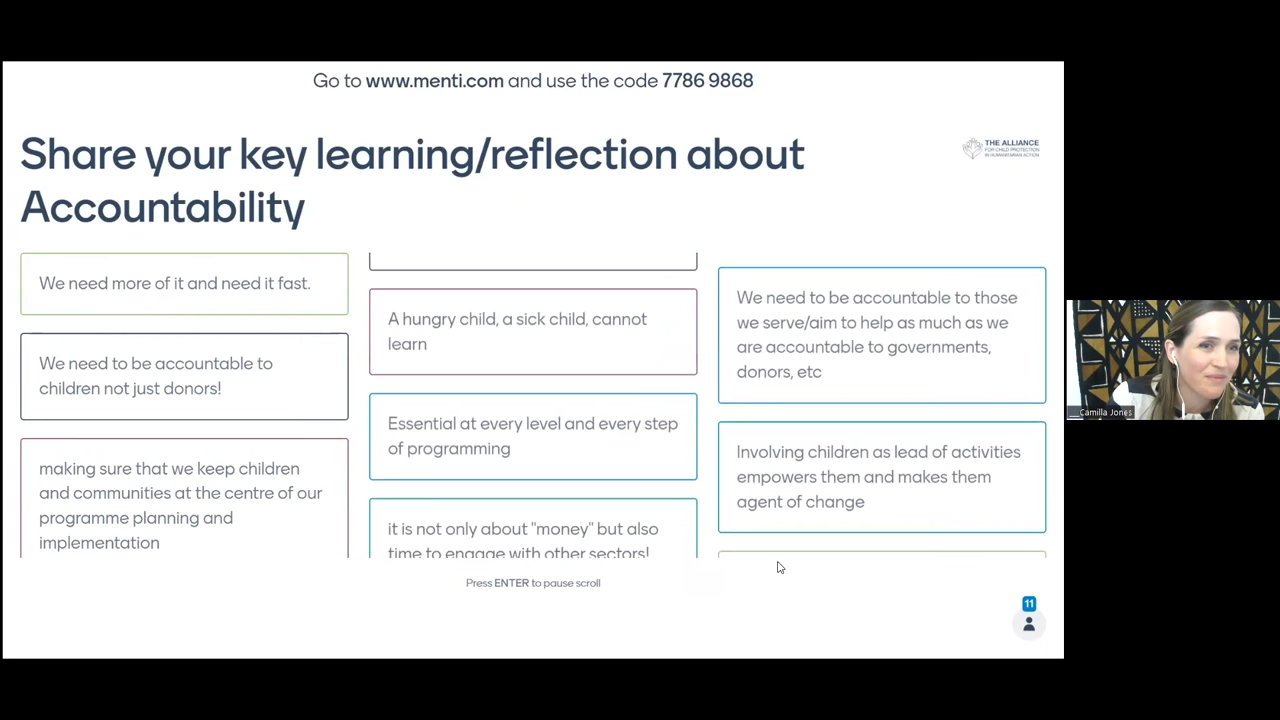 Go to www.menti.com and use the code 7786 9868
Share your key learning/reflection about
Accountability
THE ALLIANCE
FOR CHILD PROTECTION
IN HUMANITARIAN ACTION
We need more of it and need it fast.
We need to be accountable to
children not just donors!
making sure that we keep children
and communities at the centre of our
programme planning and
implementation
A hungry child, a sick child, cannot
learn
Essential at every level and every step
of programming
it is not only about "money" but also
time to engage with other sectors!
We need to be accountable to those
we serve/aim to help as much as we
are accountable to governments,
donors, etc
Involving children as lead of activities
empowers them and makes them
agent of change
Press ENTER to pause scroll
11
Camilla Jones